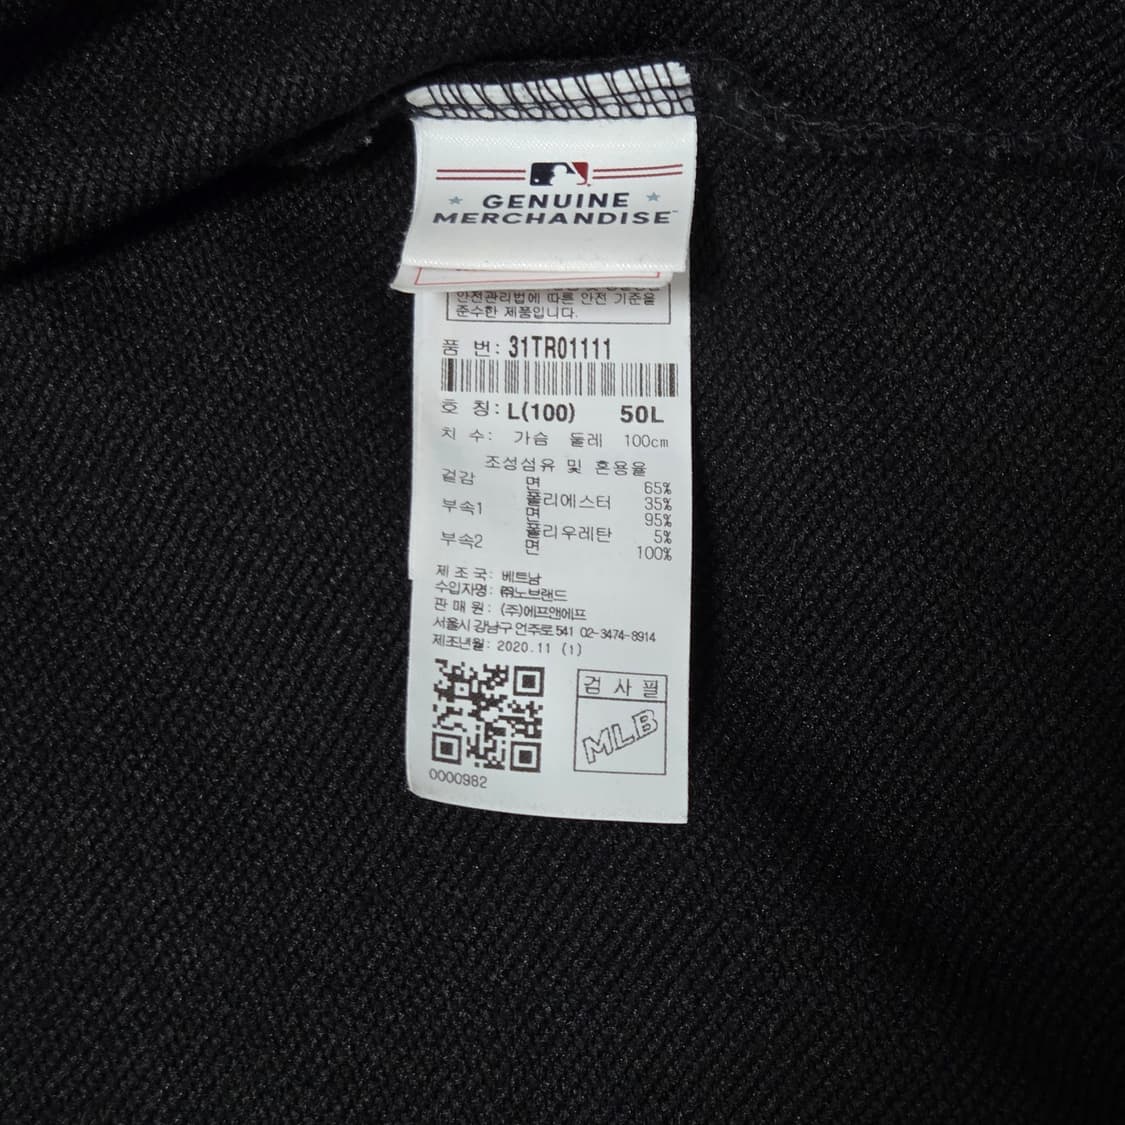 GENUINE
MERCHANDISE™
안전관리법에 따른 안전 기준을
준수한 제품입니다.
품 번: 31TR01111
호 칭: L(100) 50L
치 수: 가슴 둘레 100cm
조성섬유 및 혼용율
겉감 면 65%
폴리에스터 35%
부속1 면 95%
폴리우레탄 5%
부속2 면 100%
제 조 국: 베트남
수입자명: ㈜노브랜드
판 매 원: (주)에프앤에프
서울시 강남구 언주로 541 02-3474-8914
제조년월: 2020.11 (1)
검 사 필
MLB
0000982